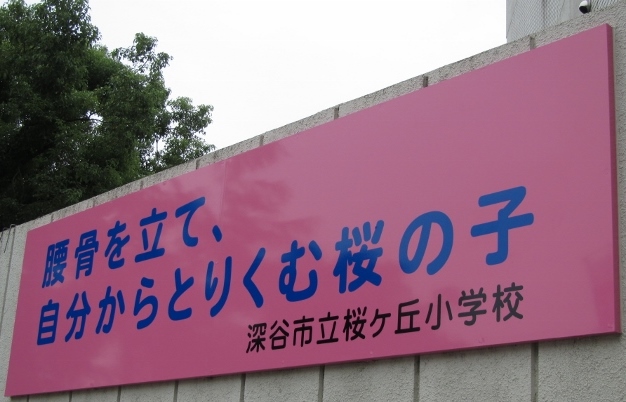 腰骨を立て、
自分からとりくむ桜の子
深谷市立桜ヶ丘小学校